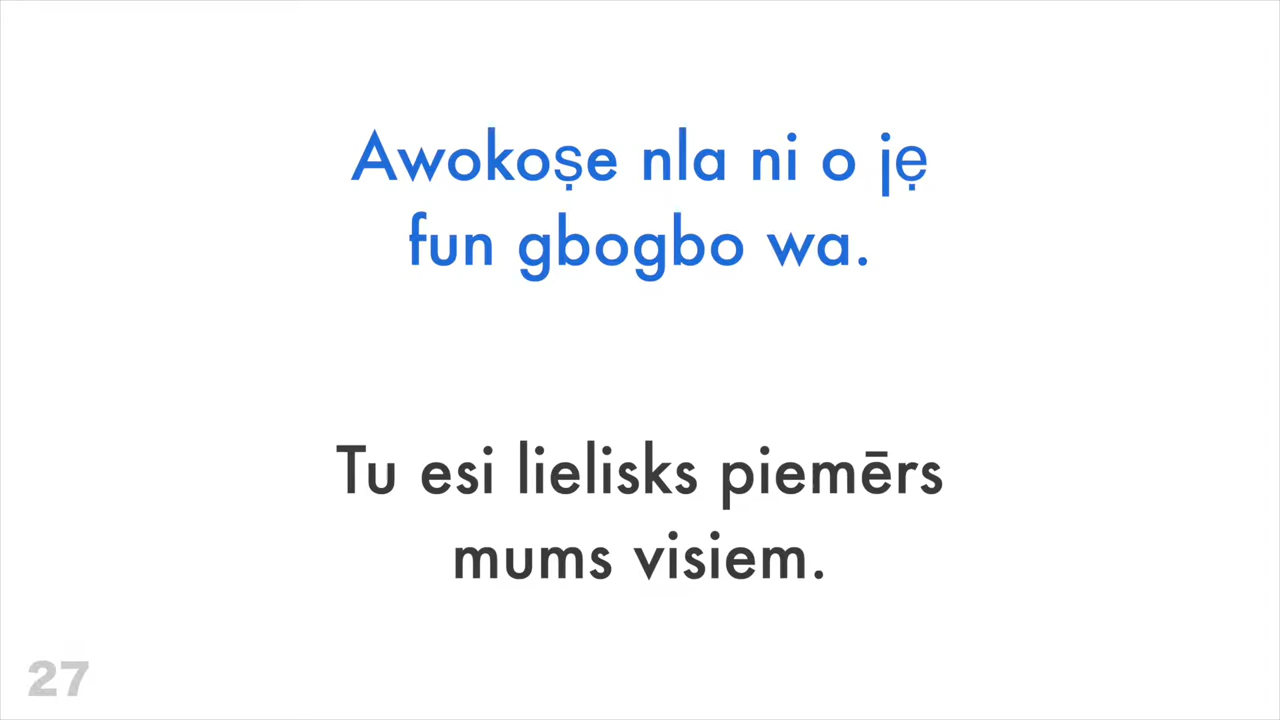 Awokoṣe nla ni o jẹ
fun gbogbo wa.
Tu esi lielisks piemērs
mums visiem.
27